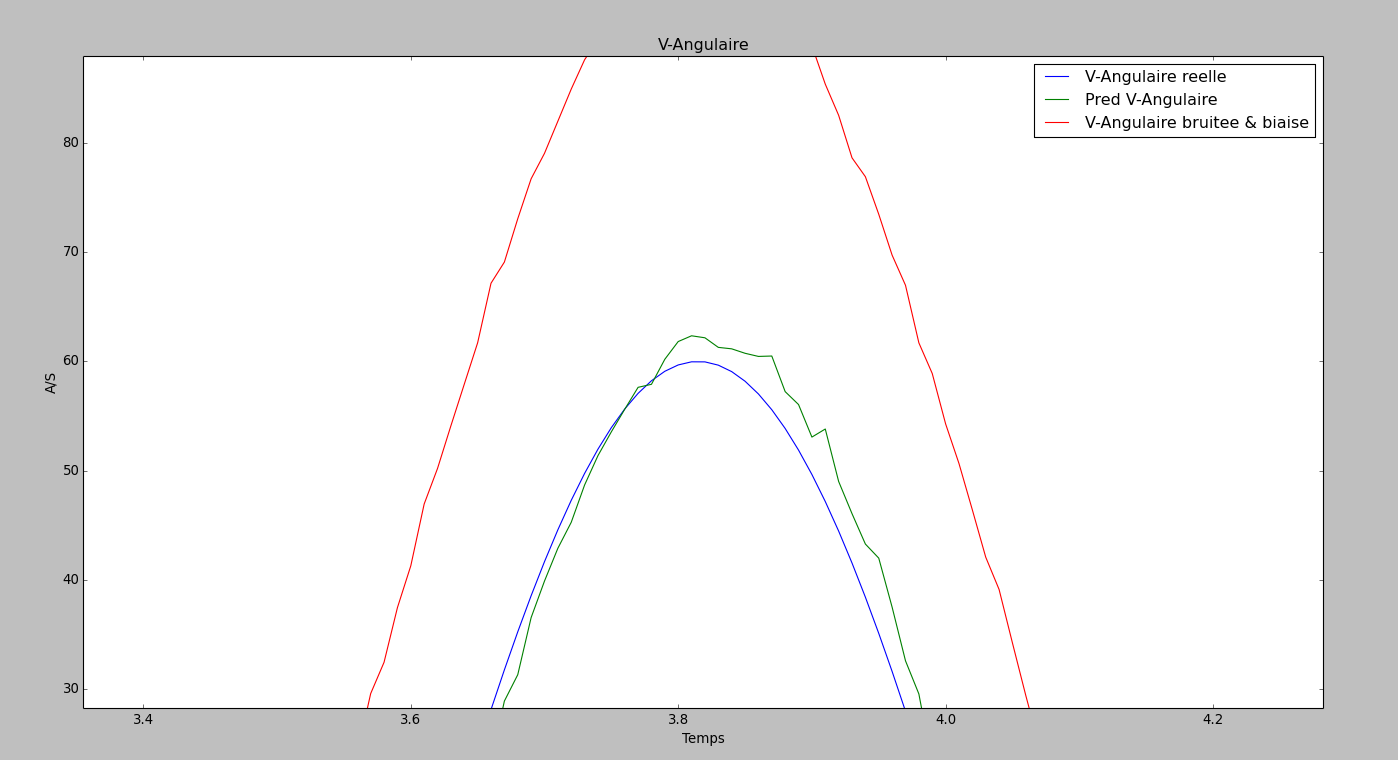 V-Angulaire
V-Angulaire reelle
Pred V-Angulaire
V-Angulaire bruitee & biaise
80
70
60
50
40
30
A/S
3.4 3.6 3.8 4.0 4.2
Temps